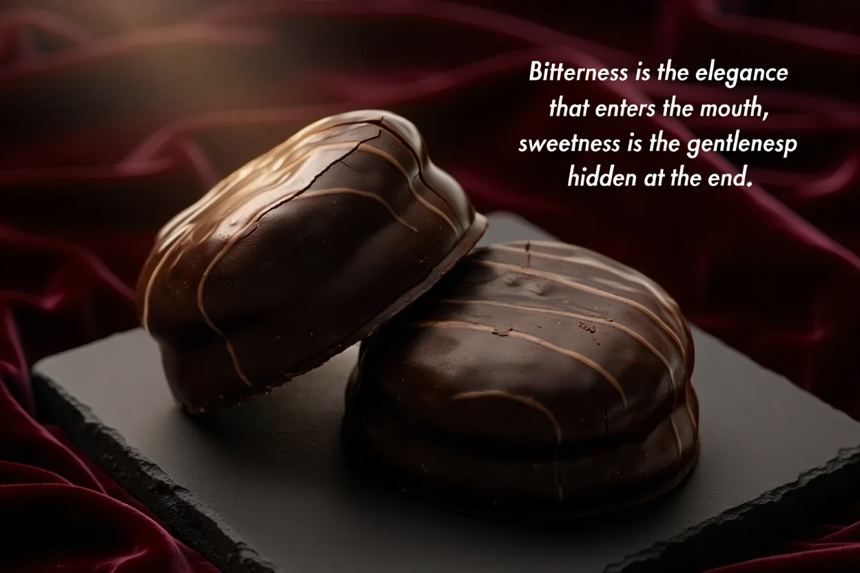 Bitterness is the elegance
that enters the mouth,
sweetness is the gentlenesp
hidden at the end.